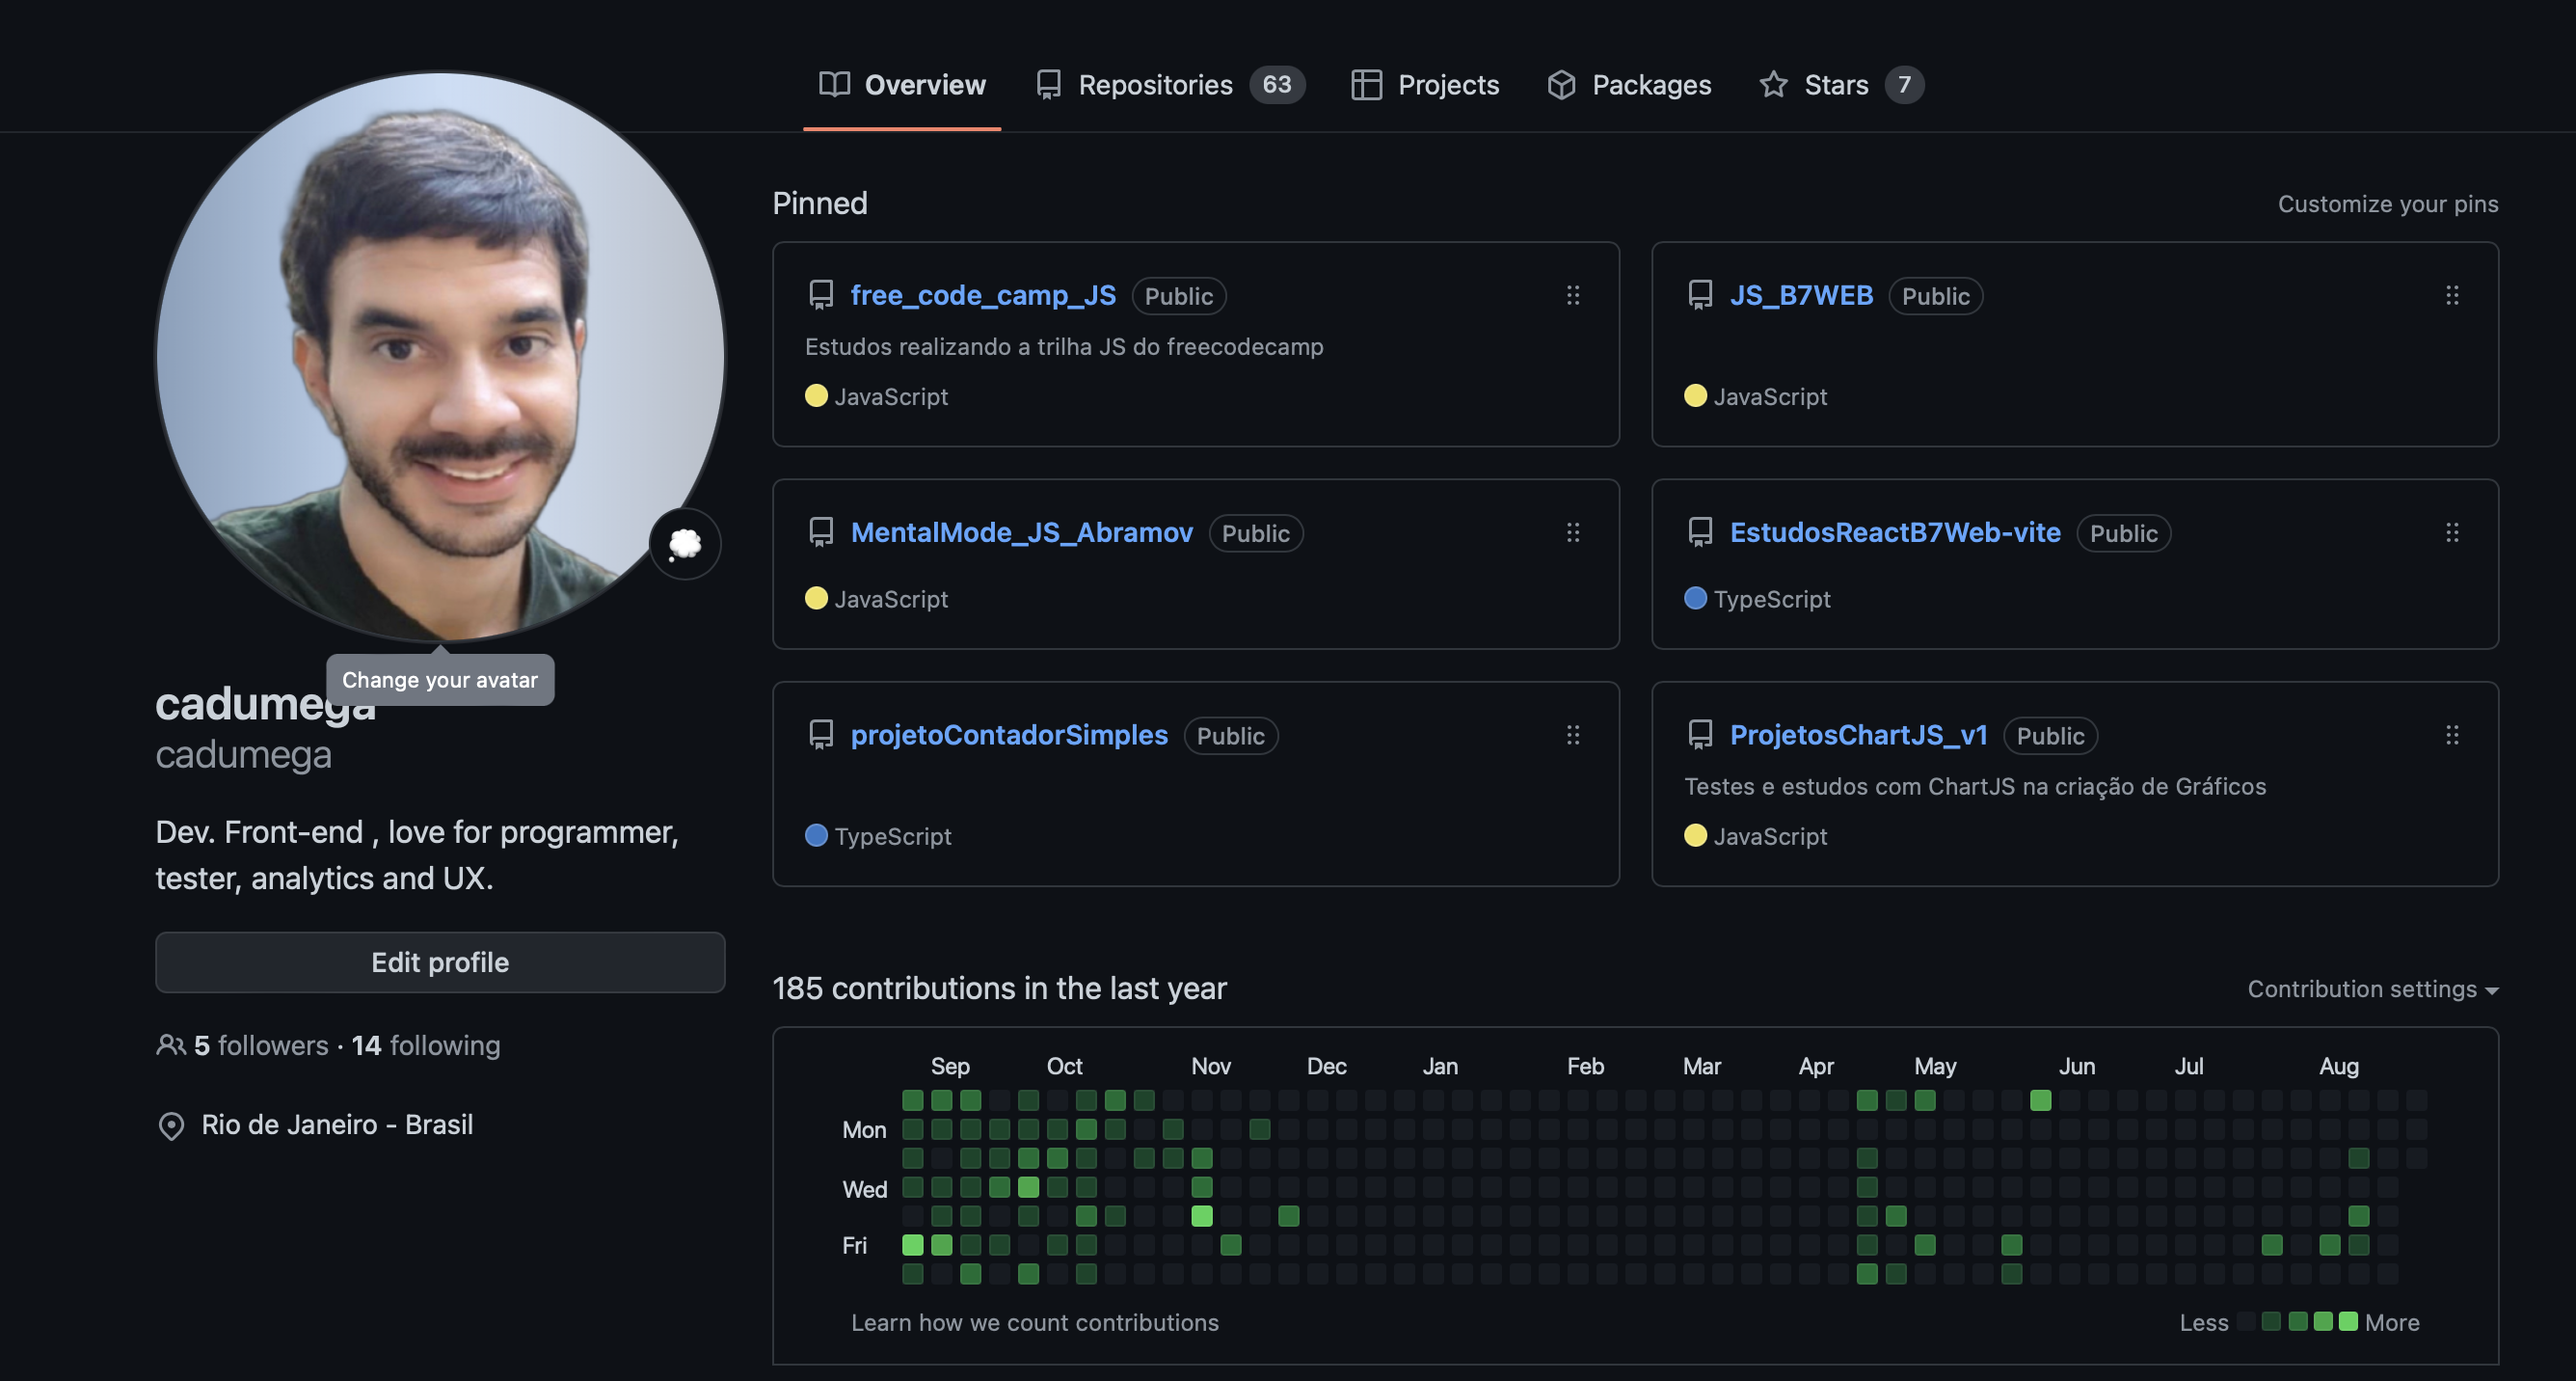 Overview Repositories 63 Projects Packages Stars 7
Pinned Customize your pins
free_code_camp_JS Public
Estudos realizando a trilha JS do freecodecamp
JavaScript
JS_B7WEB Public
JavaScript
MentalMode_JS_Abramov Public
JavaScript
EstudosReactB7Web-vite Public
TypeScript
projetoContadorSimples Public
TypeScript
ProjetosChartJS_v1 Public
Testes e estudos com ChartJS na criação de Gráficos
JavaScript
Change your avatar
cadumega
cadumega
Dev. Front-end , love for programmer,
tester, analytics and UX.
Edit profile
5 followers · 14 following
Rio de Janeiro - Brasil
185 contributions in the last year Contribution settings
Sep Oct Nov Dec Jan Feb Mar Apr May Jun Jul Aug
Mon
Wed
Fri
Learn how we count contributions Less More